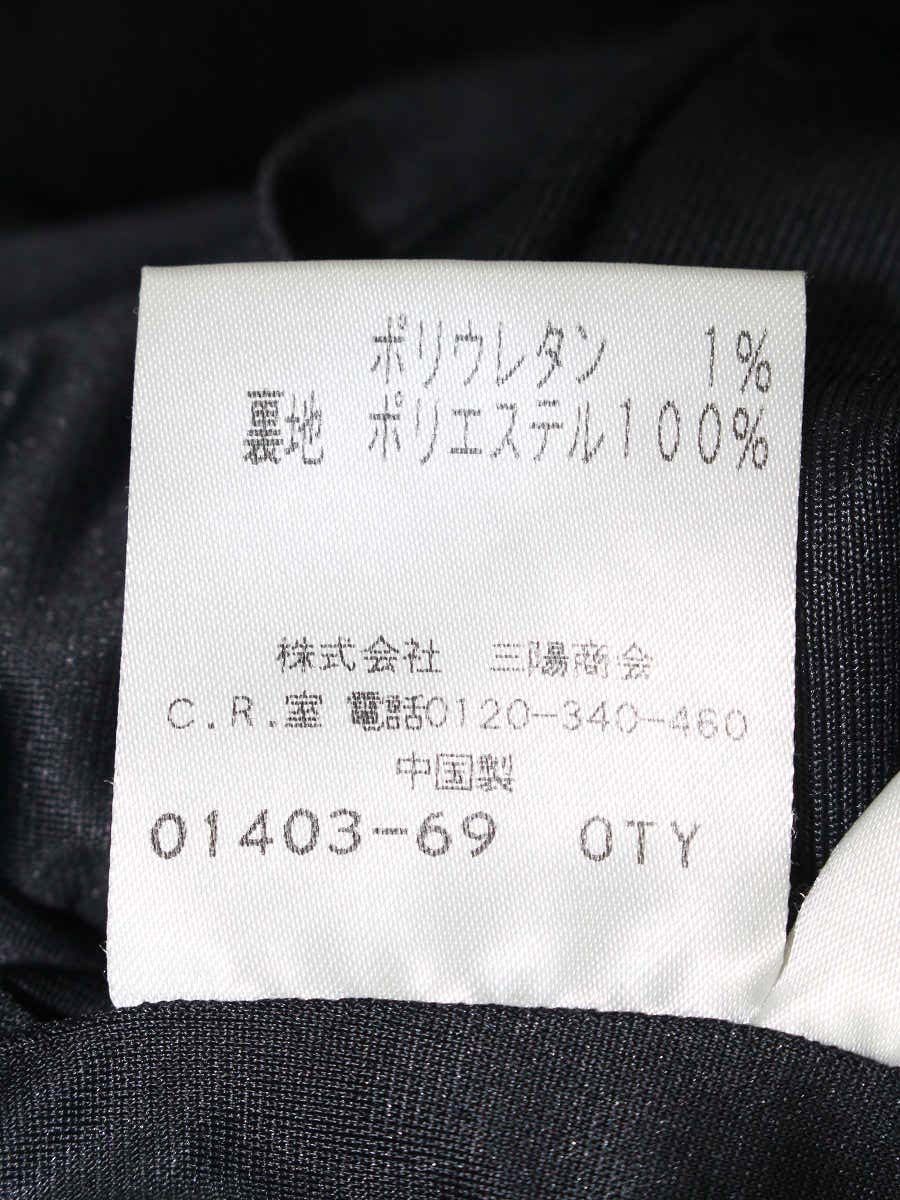 ポリウレタン 1%
裏地 ポリエステル100%
株式会社 三陽商会
C.R.室 電話0120-340-460
中国製
01403-69 OTY